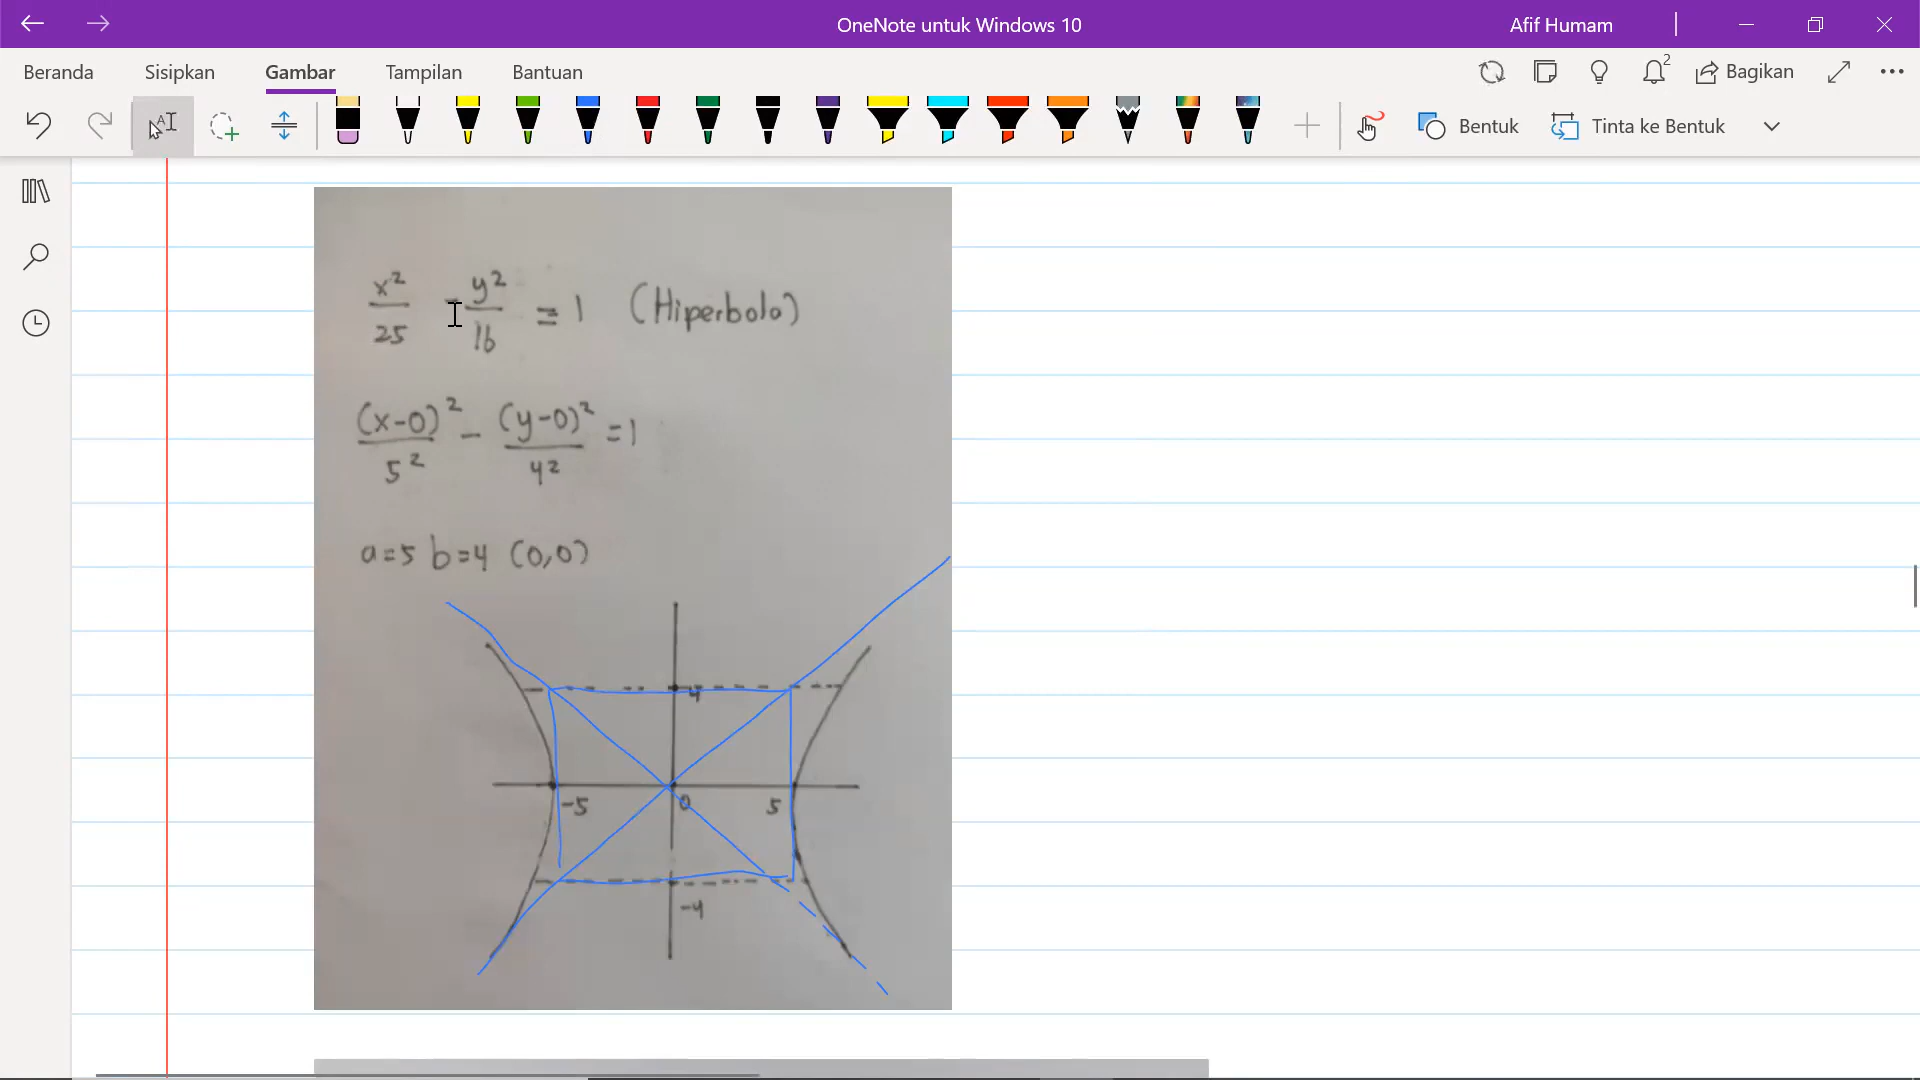 OneNote untuk Windows 10
Afif Humam
Beranda Sisipkan Gambar Tampilan Bantuan
2
Bagikan
Bentuk
Tinta ke Bentuk
x²/25 - y²/16 = 1 (Hiperbola)
(x-0)²/5² - (y-0)²/4² = 1
a=5 b=4 (0,0)
4
-5 0 5
-4